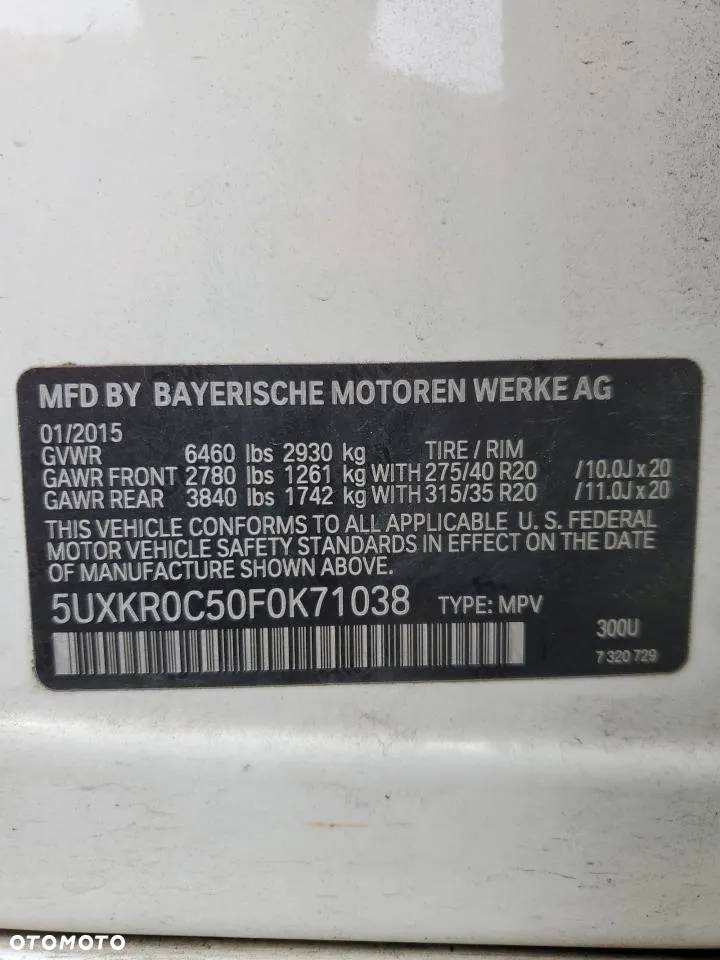 MFD BY BAYERISCHE MOTOREN WERKE AG
01/2015
GVWR 6460 lbs 2930 kg TIRE / RIM
GAWR FRONT 2780 lbs 1261 kg WITH 275/40 R20 /10.0J x 20
GAWR REAR 3840 lbs 1742 kg WITH 315/35 R20 /11.0J x 20
THIS VEHICLE CONFORMS TO ALL APPLICABLE U. S. FEDERAL
MOTOR VEHICLE SAFETY STANDARDS IN EFFECT ON THE DATE
OF MANUFACTURE SHOWN ABOVE.
5UXKR0C50F0K71038 TYPE: MPV
300U
7 320 729
OTOMOTO